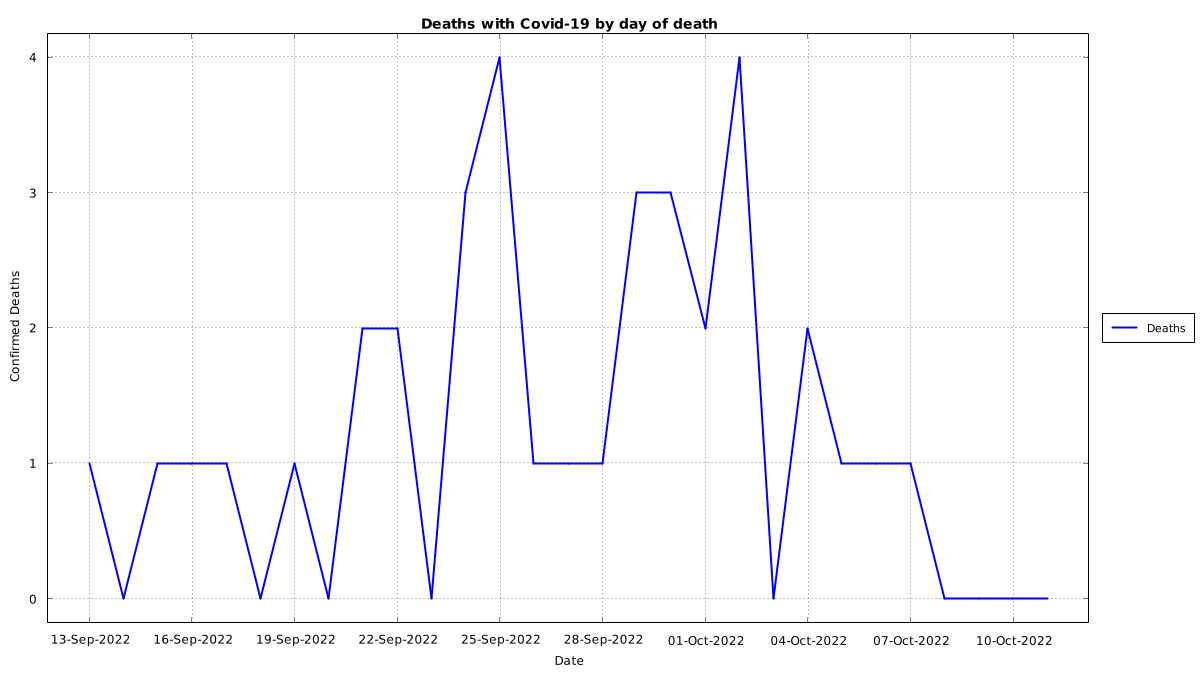 Deaths with Covid-19 by day of death
4
3
2
1
0
Confirmed Deaths
13-Sep-2022 16-Sep-2022 19-Sep-2022 22-Sep-2022 25-Sep-2022 28-Sep-2022 01-Oct-2022 04-Oct-2022 07-Oct-2022 10-Oct-2022
Date
Deaths